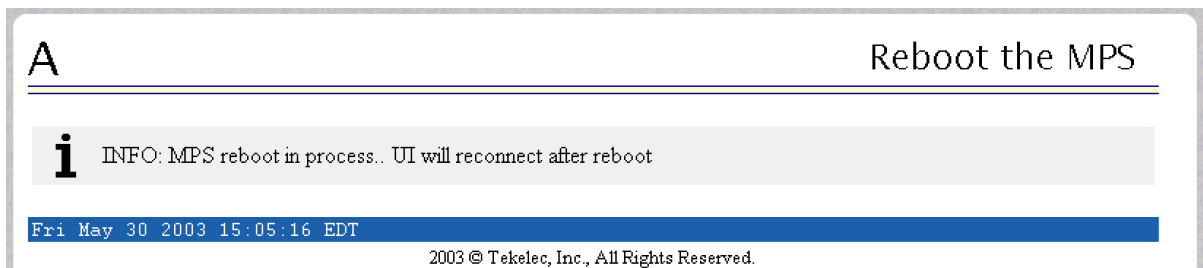 A
Reboot the MPS
i
INFO: MPS reboot in process.. UI will reconnect after reboot
Fri May 30 2003 15:05:16 EDT
2003 © Tekelec, Inc., All Rights Reserved.